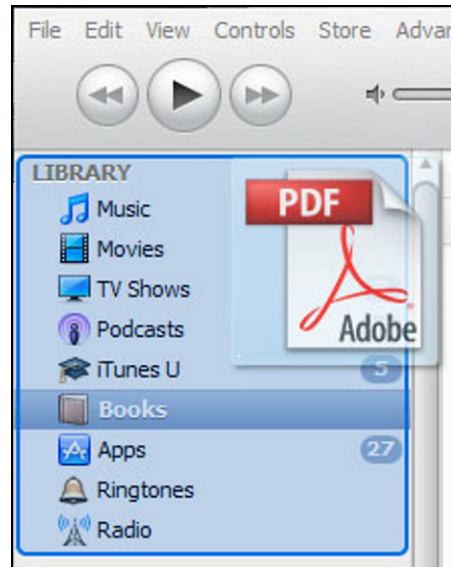 File Edit View Controls Store Advan
LIBRARY
Music
PDF
Movies
TV Shows
Podcasts
Adobe
iTunes U 5
Books
Apps 27
Ringtones
Radio